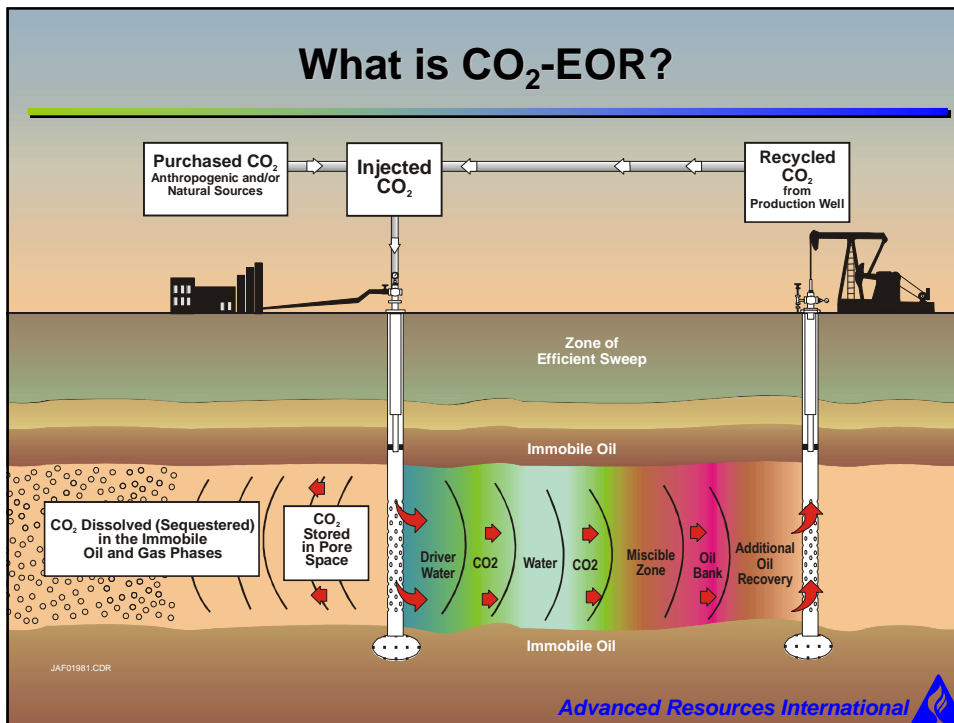 What is CO₂-EOR?
Purchased CO₂
Anthropogenic and/or
Natural Sources
Injected
CO₂
Recycled
CO₂
from
Production Well
Zone of
Efficient Sweep
Immobile Oil
CO₂ Dissolved (Sequestered)
in the Immobile
Oil and Gas Phases
CO₂
Stored
in Pore
Space
Driver
Water
CO2
Water
CO2
Miscible
Zone
Oil
Bank
Additional
Oil
Recovery
Immobile Oil
JAF01981.CDR
Advanced Resources International